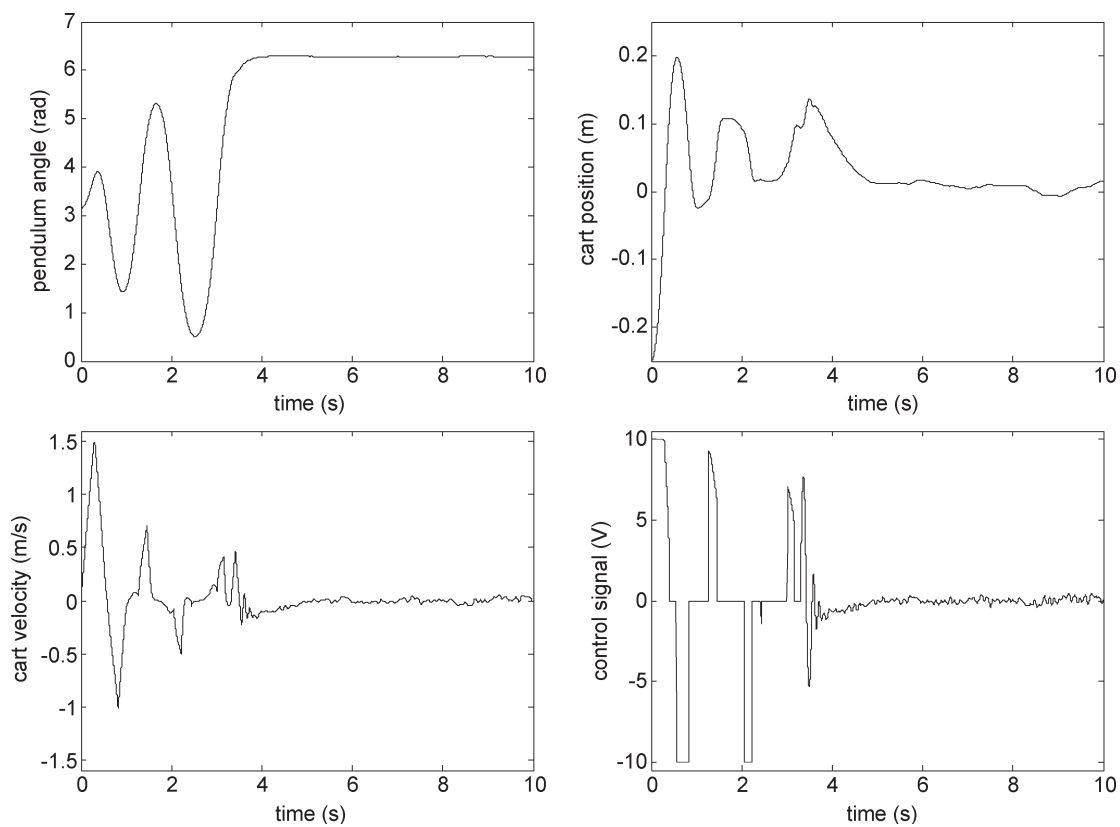 pendulum angle (rad)
7
6
5
4
3
2
1
0
0 2 4 6 8 10
time (s)
cart position (m)
0.2
0.1
0
-0.1
-0.2
0 2 4 6 8 10
time (s)
cart velocity (m/s)
1.5
1
0.5
0
-0.5
-1
-1.5
0 2 4 6 8 10
time (s)
control signal (V)
10
5
0
-5
-10
0 2 4 6 8 10
time (s)